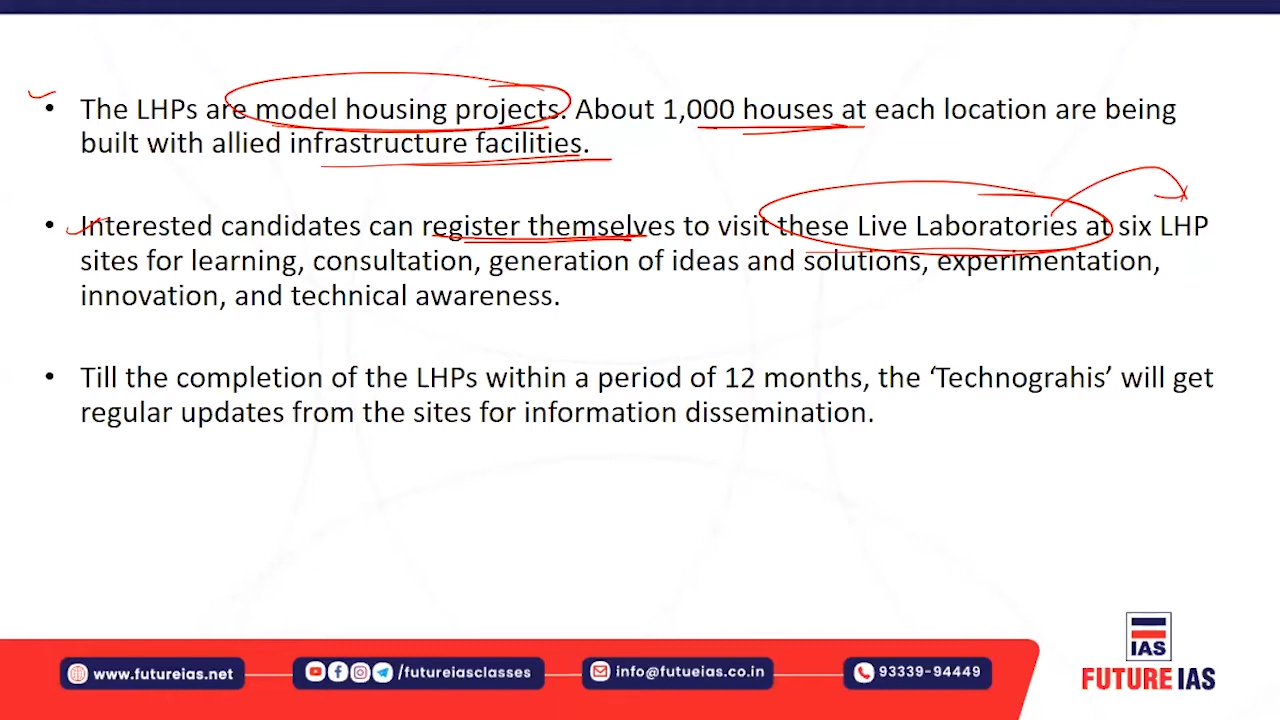 • The LHPs are model housing projects. About 1,000 houses at each location are being
built with allied infrastructure facilities.
• Interested candidates can register themselves to visit these Live Laboratories at six LHP
sites for learning, consultation, generation of ideas and solutions, experimentation,
innovation, and technical awareness.
• Till the completion of the LHPs within a period of 12 months, the ‘Technograhis’ will get
regular updates from the sites for information dissemination.
www.futureias.net
/futureiasclasses
info@futueias.co.in
93339-94449
IAS
FUTURE IAS